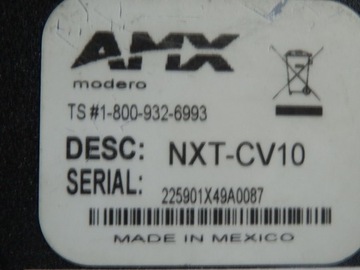 AMX
modero
TS #1-800-932-6993
DESC: NXT-CV10
SERIAL: 225901X49A0087
MADE IN MEXICO